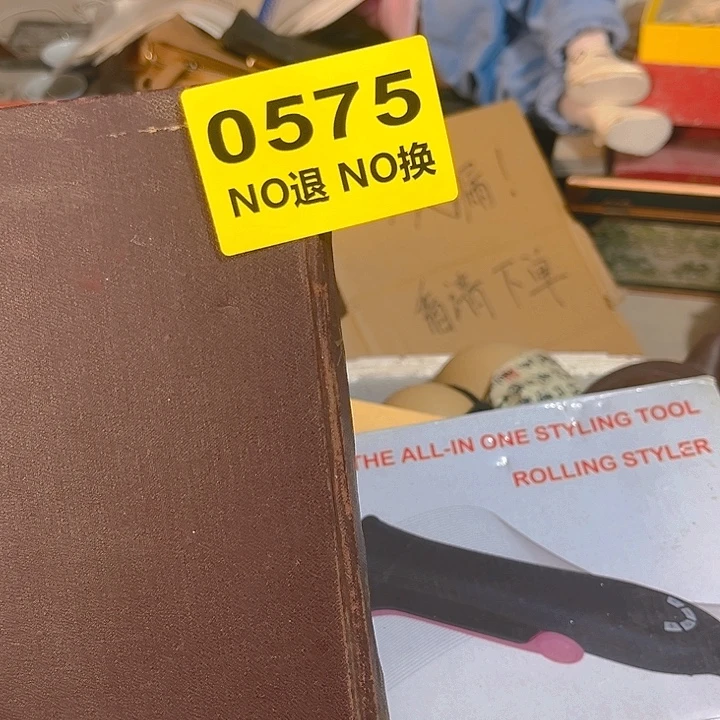 0575
NO退 NO换
漏！
看清下单
THE ALL-IN ONE STYLING TOOL
ROLLING STYLER